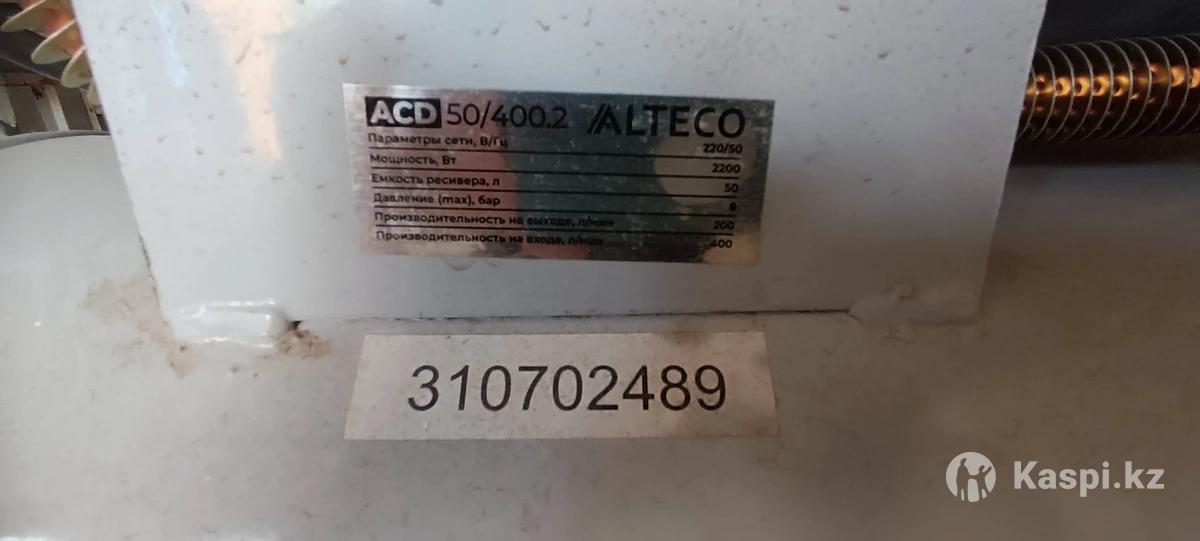 ACD 50/400.2 ALTECO
Параметры сети, В/Гц 220/50
Мощность, Вт 2200
Емкость ресивера, л 50
Давление (max), бар 8
Производительность на выходе, л/мин 200
Производительность на входе, л/мин 400
310702489
Kaspi.kz